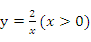 y = 2/x (x > 0)